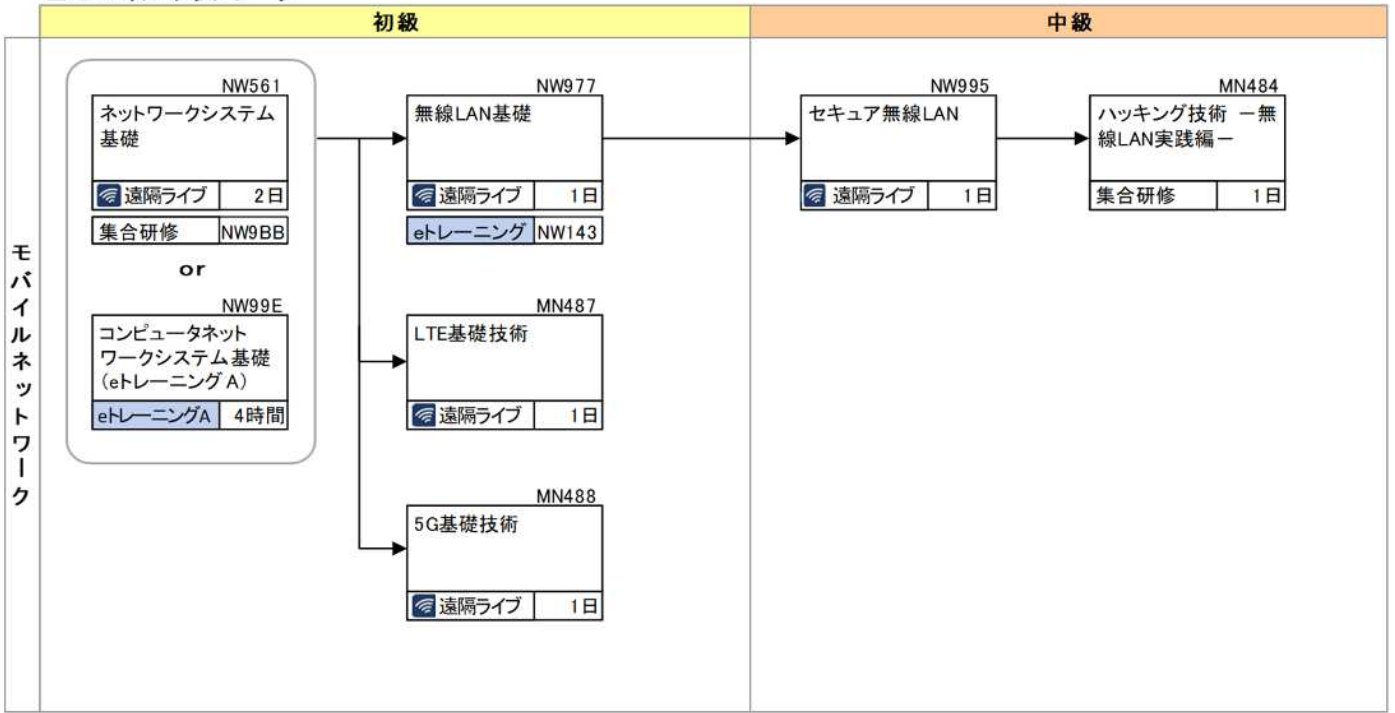 初級
中級
モバイルネットワーク
NW561
ネットワークシステム
基礎
遠隔ライブ 2日
集合研修 NW9BB
or
NW99E
コンピュータネット
ワークシステム基礎
（eトレーニングA）
eトレーニングA 4時間
NW977
無線LAN基礎
遠隔ライブ 1日
eトレーニング NW143
MN487
LTE基礎技術
遠隔ライブ 1日
MN488
5G基礎技術
遠隔ライブ 1日
NW995
セキュア無線LAN
遠隔ライブ 1日
MN484
ハッキング技術 －無
線LAN実践編－
集合研修 1日